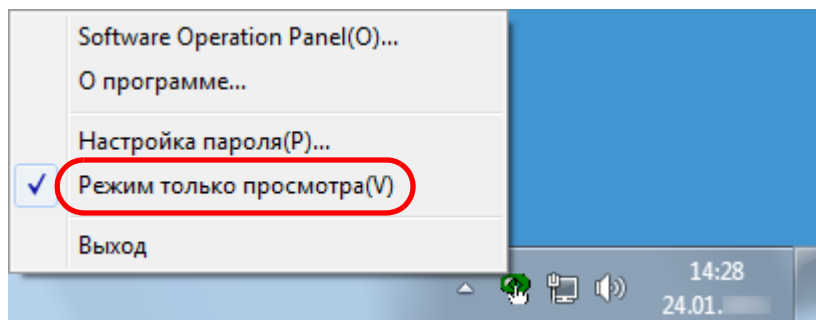 Software Operation Panel(O)...
О программе...
Настройка пароля(P)...
Режим только просмотра(V)
Выход
14:28
24.01.